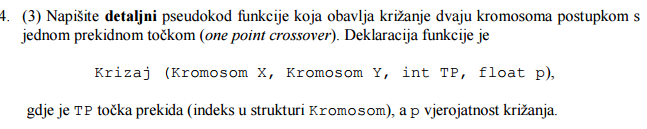 4. (3) Napišite detaljni pseudokod funkcije koja obavlja križanje dvaju kromosoma postupkom s
jednom prekidnom točkom (one point crossover). Deklaracija funkcije je
Krizaj (Kromosom X, Kromosom Y, int TP, float p),
gdje je TP točka prekida (indeks u strukturi Kromosom), a p vjerojatnost križanja.